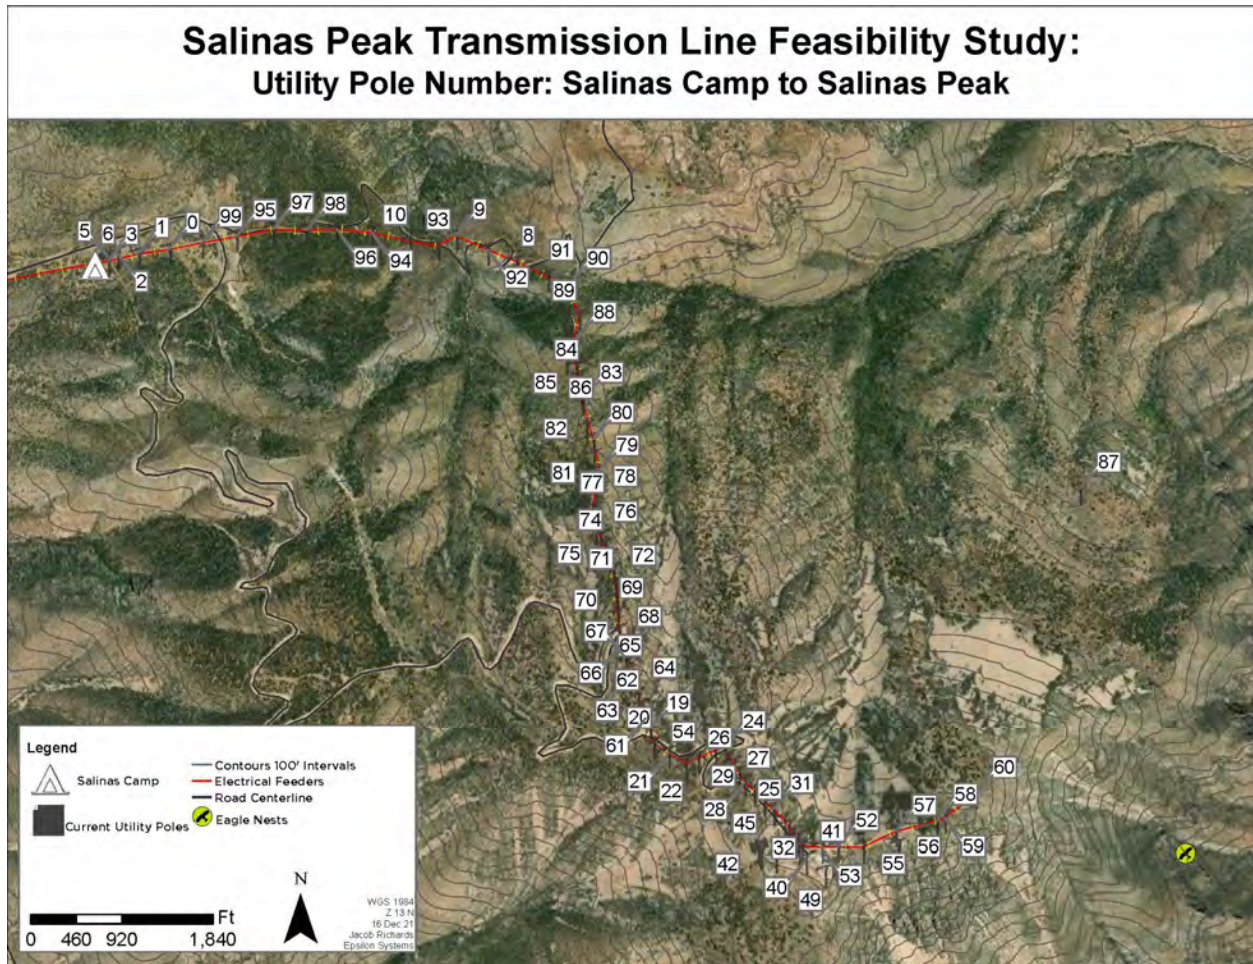 Salinas Peak Transmission Line Feasibility Study:
Utility Pole Number: Salinas Camp to Salinas Peak
5 6 3 1 0 99 95 97 98 10 93 9
2 96 94 92 8 91 90
89
88
84
85 86 83
82 80
79
81 77 78
87
74 76
75 71 72
69
70 68
67 65
66 62 64
63 20 19
61 54 26 24
21 22 29 27 60
28 25 31
45 41 52 57 58
42 32 56 59
40 53 55
49
Legend
Salinas Camp
Current Utility Poles
Contours 100' Intervals
Electrical Feeders
Road Centerline
Eagle Nests
Ft
0 460 920 1,840
N
WGS 1984
Z 13 N
16 Dec 21
Jacob Richards
Epsilon Systems